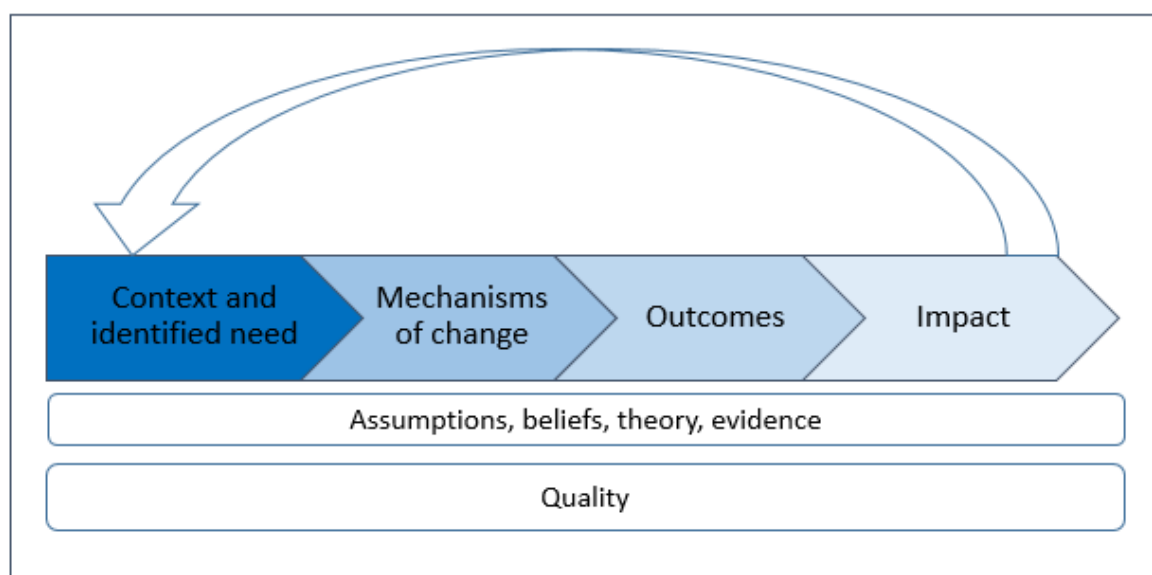 Context and
identified need
Mechanisms
of change
Outcomes
Impact
Assumptions, beliefs, theory, evidence
Quality